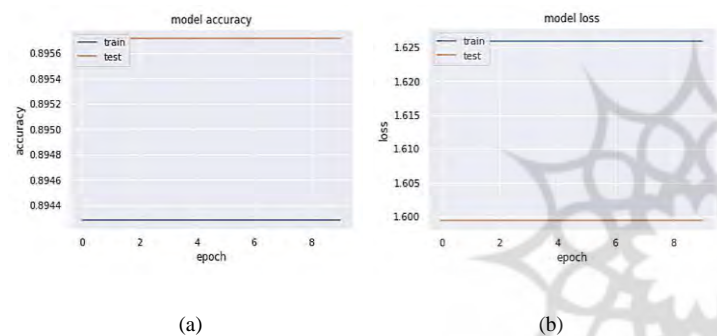 model accuracy
train
test
0.8956
0.8954
0.8952
0.8950
0.8948
0.8946
0.8944
accuracy
0 2 4 6 8
epoch
(a)
model loss
train
test
1.625
1.620
1.615
1.610
1.605
1.600
loss
0 2 4 6 8
epoch
(b)